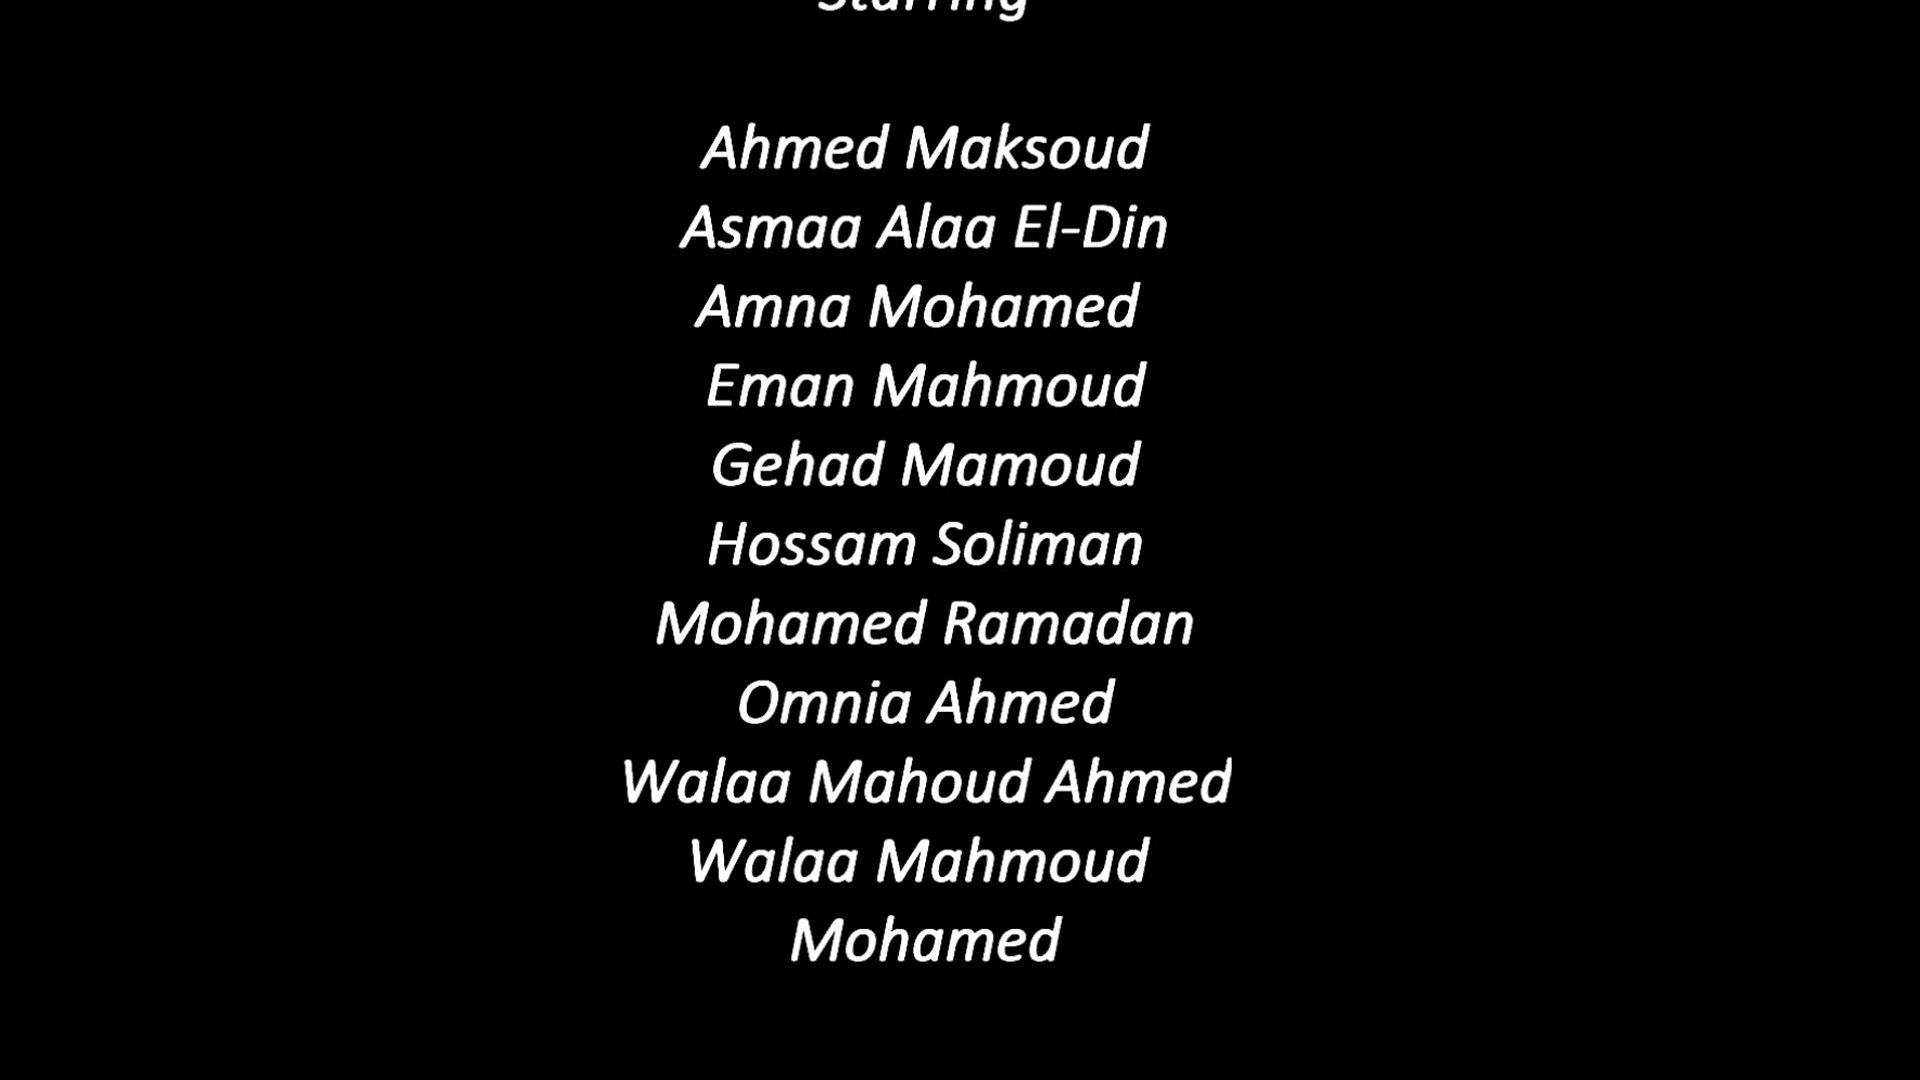 Starring
Ahmed Maksoud
Asmaa Alaa El-Din
Amna Mohamed
Eman Mahmoud
Gehad Mamoud
Hossam Soliman
Mohamed Ramadan
Omnia Ahmed
Walaa Mahoud Ahmed
Walaa Mahmoud
Mohamed